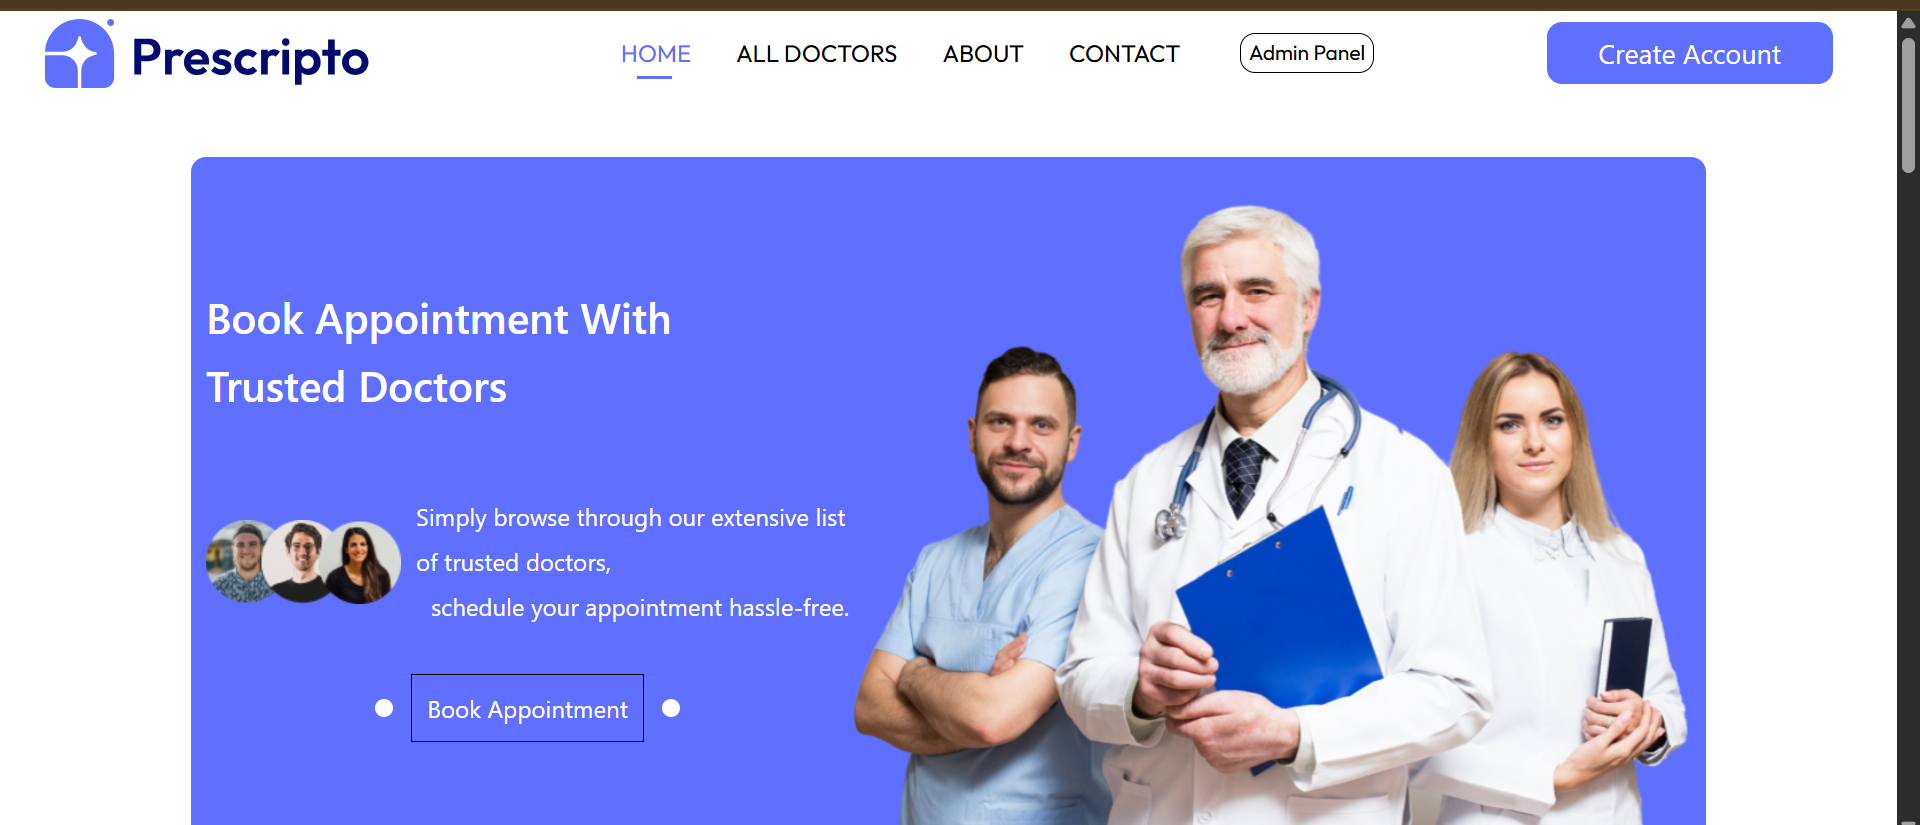 Prescripto
HOME
ALL DOCTORS
ABOUT
CONTACT
Admin Panel
Create Account
Book Appointment With
Trusted Doctors
Simply browse through our extensive list
of trusted doctors,
schedule your appointment hassle-free.
Book Appointment